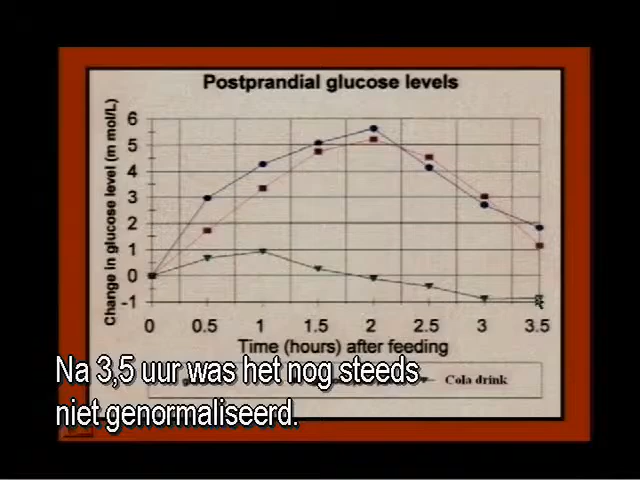 Postprandial glucose levels
Change in glucose level (m mol/L)
6
5
4
3
2
1
0
-1
0 0.5 1 1.5 2 2.5 3 3.5
Time (hours) after feeding
Cola drink
Na 3,5 uur was het nog steeds
niet genormaliseerd.